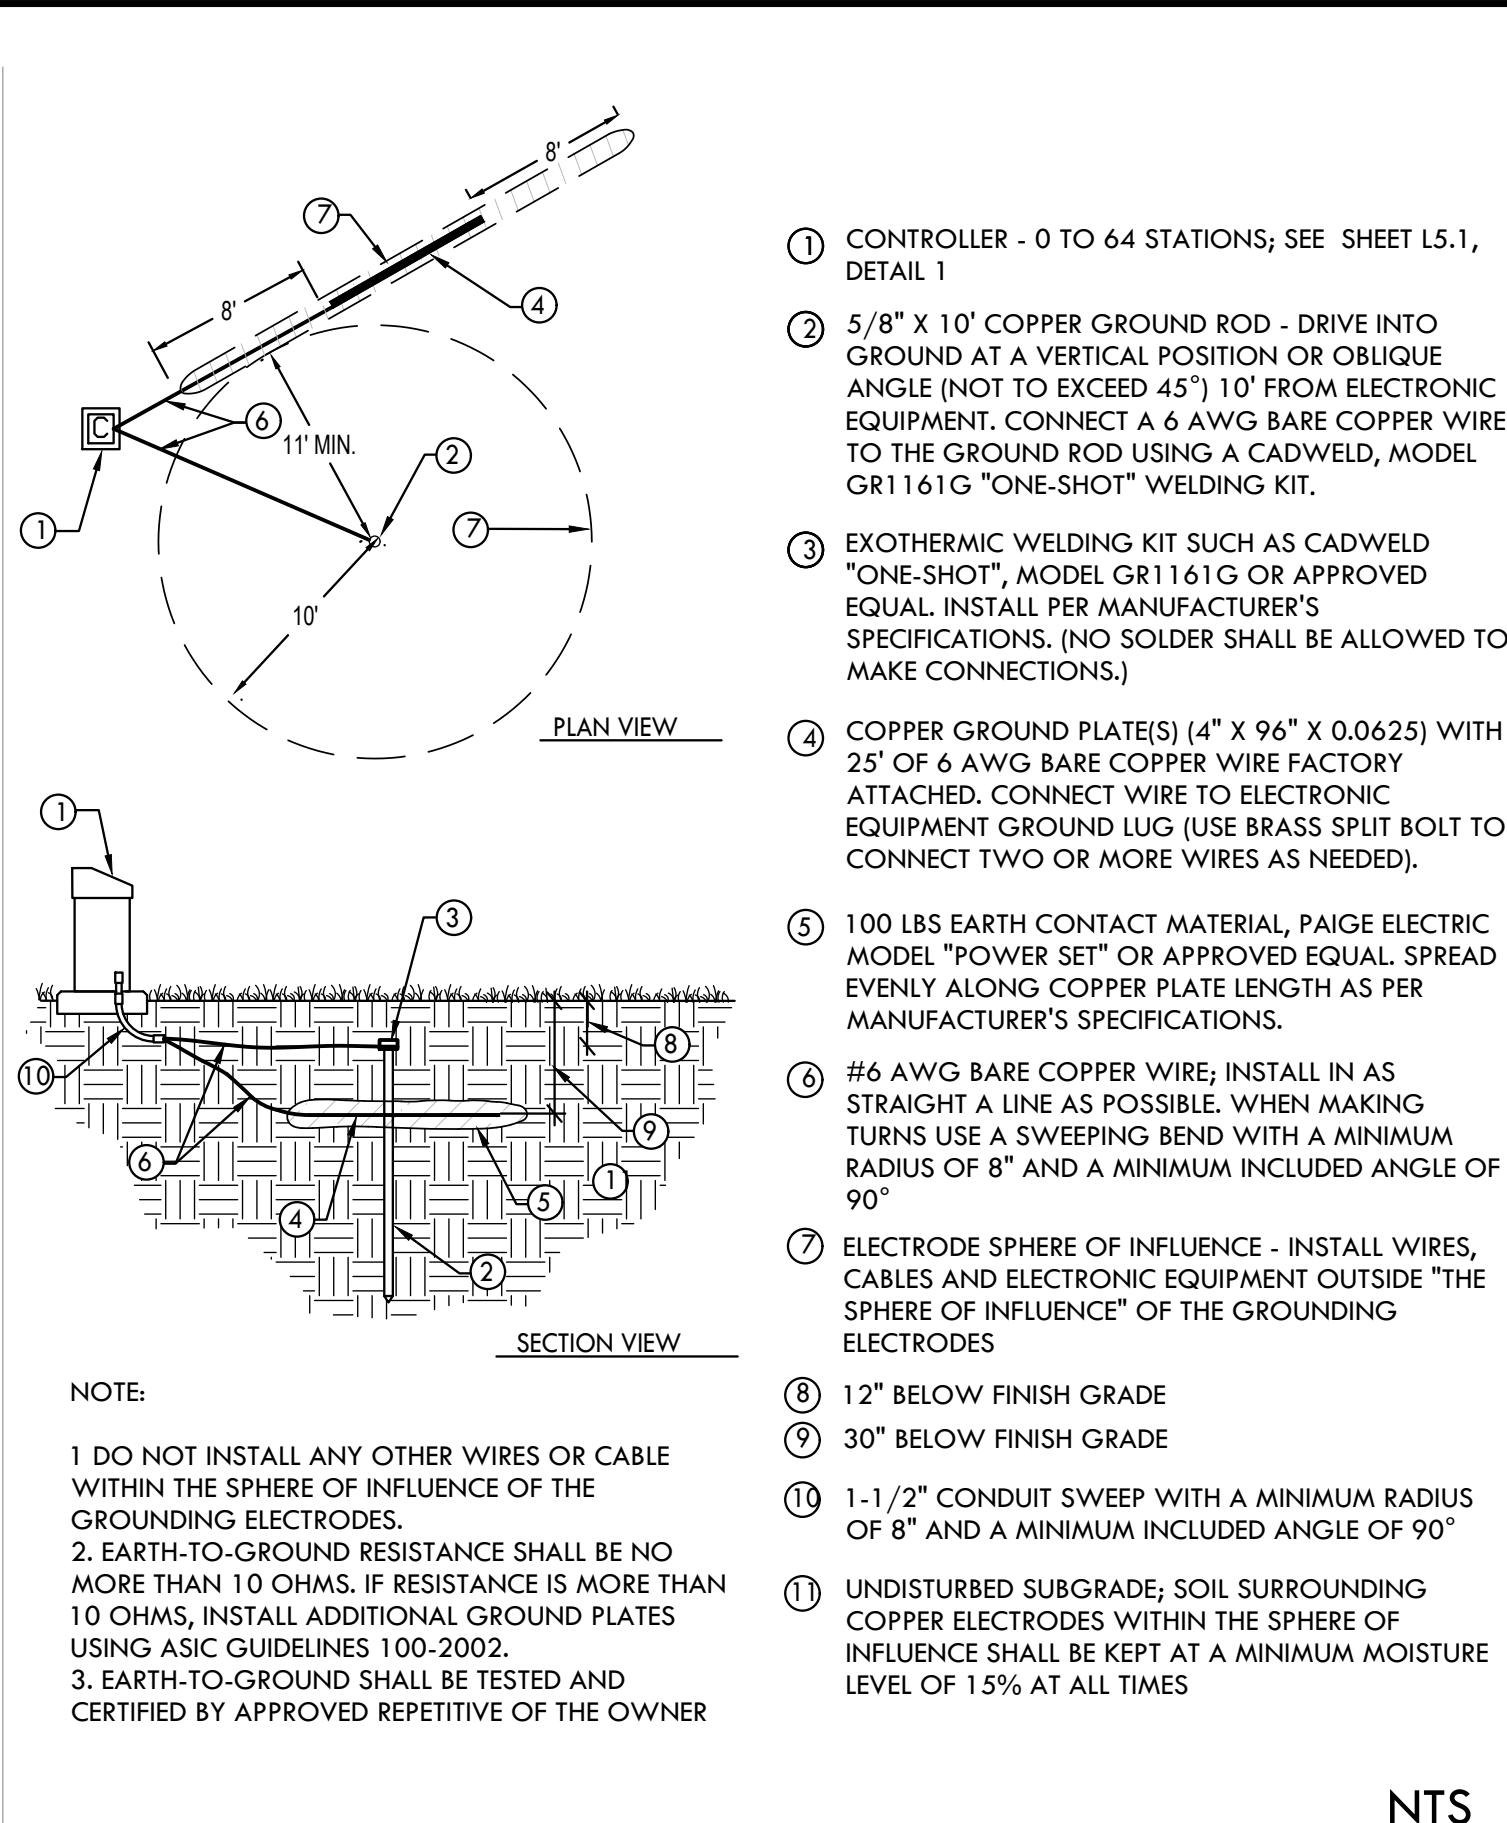 8'
7
8'
4
6
C
11' MIN.
2
1
7
10'
PLAN VIEW
1
3
8
10
9
6
1
5
4
2
SECTION VIEW
NOTE:
1 DO NOT INSTALL ANY OTHER WIRES OR CABLE
WITHIN THE SPHERE OF INFLUENCE OF THE
GROUNDING ELECTRODES.
2. EARTH-TO-GROUND RESISTANCE SHALL BE NO
MORE THAN 10 OHMS. IF RESISTANCE IS MORE THAN
10 OHMS, INSTALL ADDITIONAL GROUND PLATES
USING ASIC GUIDELINES 100-2002.
3. EARTH-TO-GROUND SHALL BE TESTED AND
CERTIFIED BY APPROVED REPETITIVE OF THE OWNER
1 CONTROLLER - 0 TO 64 STATIONS; SEE SHEET L5.1,
DETAIL 1
2 5/8" X 10' COPPER GROUND ROD - DRIVE INTO
GROUND AT A VERTICAL POSITION OR OBLIQUE
ANGLE (NOT TO EXCEED 45°) 10' FROM ELECTRONIC
EQUIPMENT. CONNECT A 6 AWG BARE COPPER WIRE
TO THE GROUND ROD USING A CADWELD, MODEL
GR1161G "ONE-SHOT" WELDING KIT.
3 EXOTHERMIC WELDING KIT SUCH AS CADWELD
"ONE-SHOT", MODEL GR1161G OR APPROVED
EQUAL. INSTALL PER MANUFACTURER'S
SPECIFICATIONS. (NO SOLDER SHALL BE ALLOWED TO
MAKE CONNECTIONS.)
4 COPPER GROUND PLATE(S) (4" X 96" X 0.0625) WITH
25' OF 6 AWG BARE COPPER WIRE FACTORY
ATTACHED. CONNECT WIRE TO ELECTRONIC
EQUIPMENT GROUND LUG (USE BRASS SPLIT BOLT TO
CONNECT TWO OR MORE WIRES AS NEEDED).
5 100 LBS EARTH CONTACT MATERIAL, PAIGE ELECTRIC
MODEL "POWER SET" OR APPROVED EQUAL. SPREAD
EVENLY ALONG COPPER PLATE LENGTH AS PER
MANUFACTURER'S SPECIFICATIONS.
6 #6 AWG BARE COPPER WIRE; INSTALL IN AS
STRAIGHT A LINE AS POSSIBLE. WHEN MAKING
TURNS USE A SWEEPING BEND WITH A MINIMUM
RADIUS OF 8" AND A MINIMUM INCLUDED ANGLE OF
90°
7 ELECTRODE SPHERE OF INFLUENCE - INSTALL WIRES,
CABLES AND ELECTRONIC EQUIPMENT OUTSIDE "THE
SPHERE OF INFLUENCE" OF THE GROUNDING
ELECTRODES
8 12" BELOW FINISH GRADE
9 30" BELOW FINISH GRADE
10 1-1/2" CONDUIT SWEEP WITH A MINIMUM RADIUS
OF 8" AND A MINIMUM INCLUDED ANGLE OF 90°
11 UNDISTURBED SUBGRADE; SOIL SURROUNDING
COPPER ELECTRODES WITHIN THE SPHERE OF
INFLUENCE SHALL BE KEPT AT A MINIMUM MOISTURE
LEVEL OF 15% AT ALL TIMES
NTS